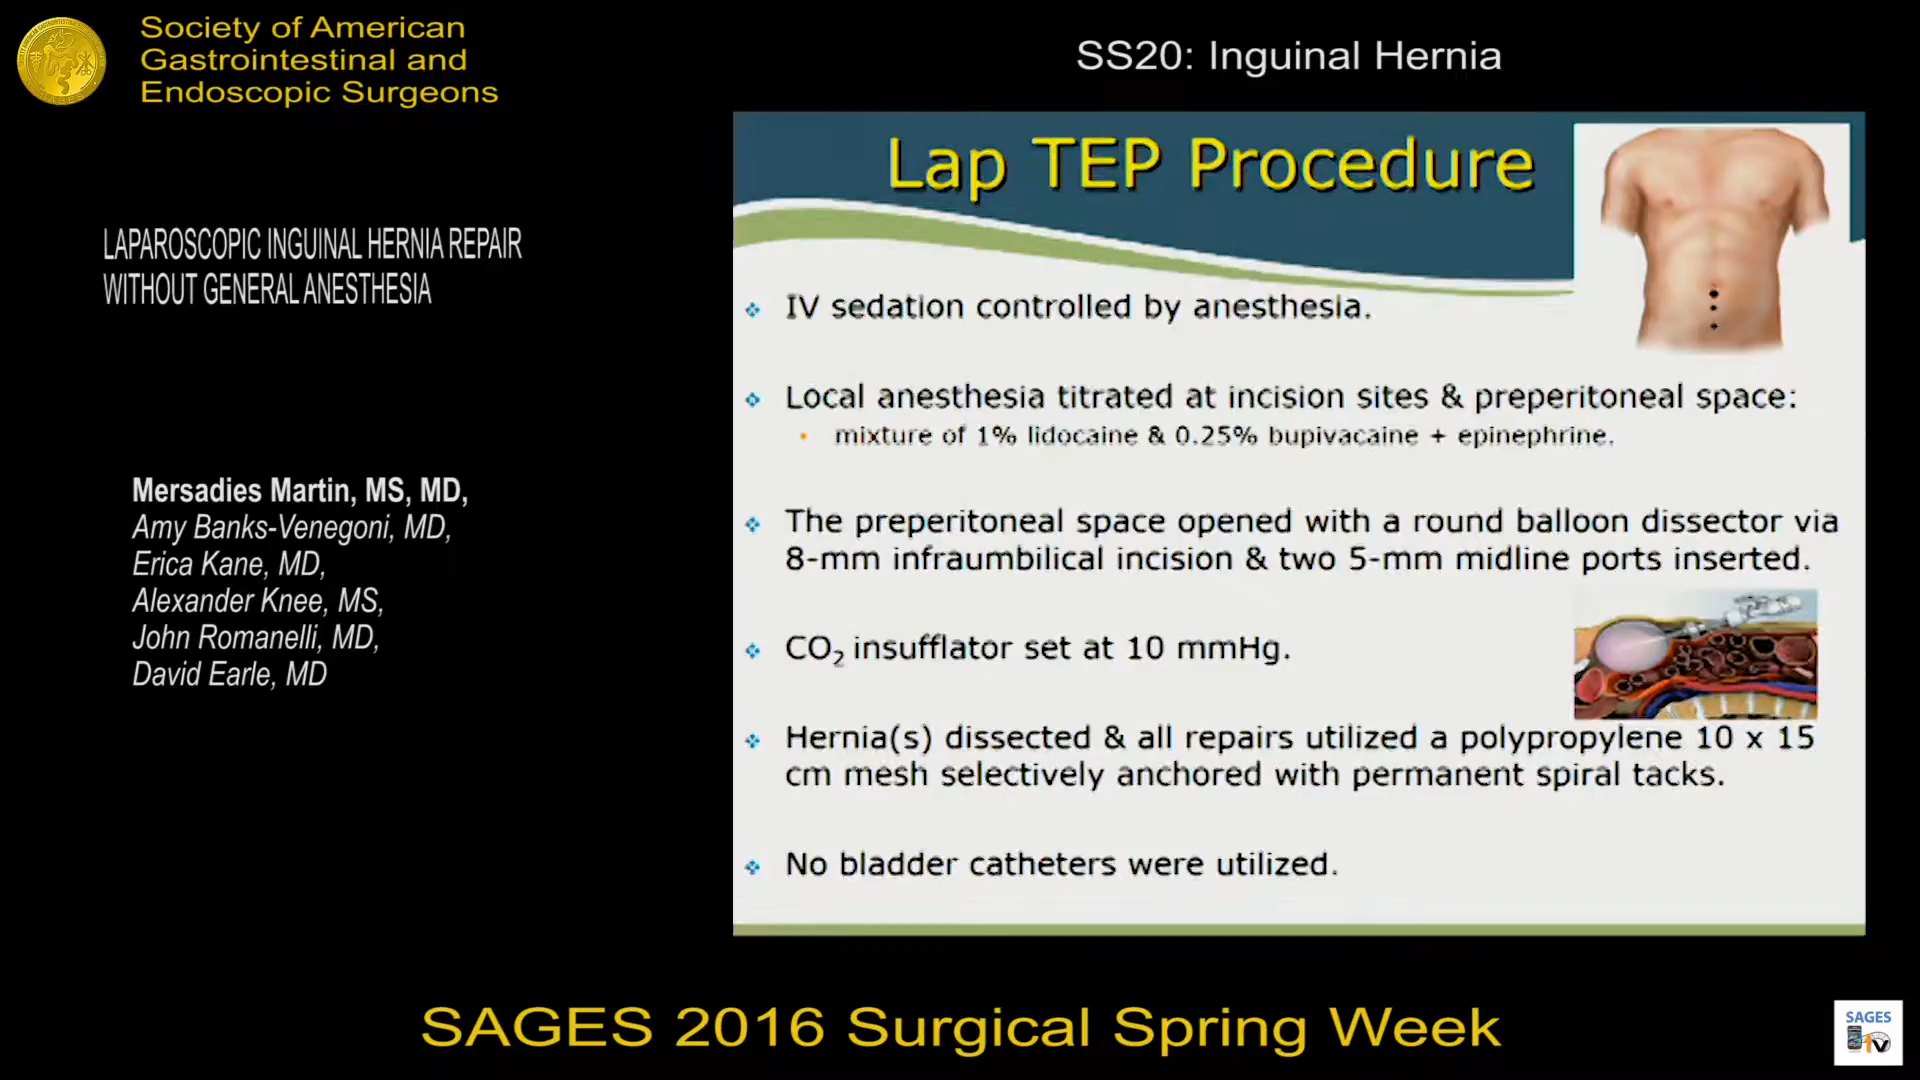 Society of American
Gastrointestinal and
Endoscopic Surgeons
SS20: Inguinal Hernia
LAPAROSCOPIC INGUINAL HERNIA REPAIR
WITHOUT GENERAL ANESTHESIA
Mersadies Martin, MS, MD,
Amy Banks-Venegoni, MD,
Erica Kane, MD,
Alexander Knee, MS,
John Romanelli, MD,
David Earle, MD
Lap TEP Procedure
IV sedation controlled by anesthesia.
Local anesthesia titrated at incision sites & preperitoneal space:
mixture of 1% lidocaine & 0.25% bupivacaine + epinephrine.
The preperitoneal space opened with a round balloon dissector via
8-mm infraumbilical incision & two 5-mm midline ports inserted.
CO₂ insufflator set at 10 mmHg.
Hernia(s) dissected & all repairs utilized a polypropylene 10 x 15
cm mesh selectively anchored with permanent spiral tacks.
No bladder catheters were utilized.
SAGES 2016 Surgical Spring Week
SAGES
TV